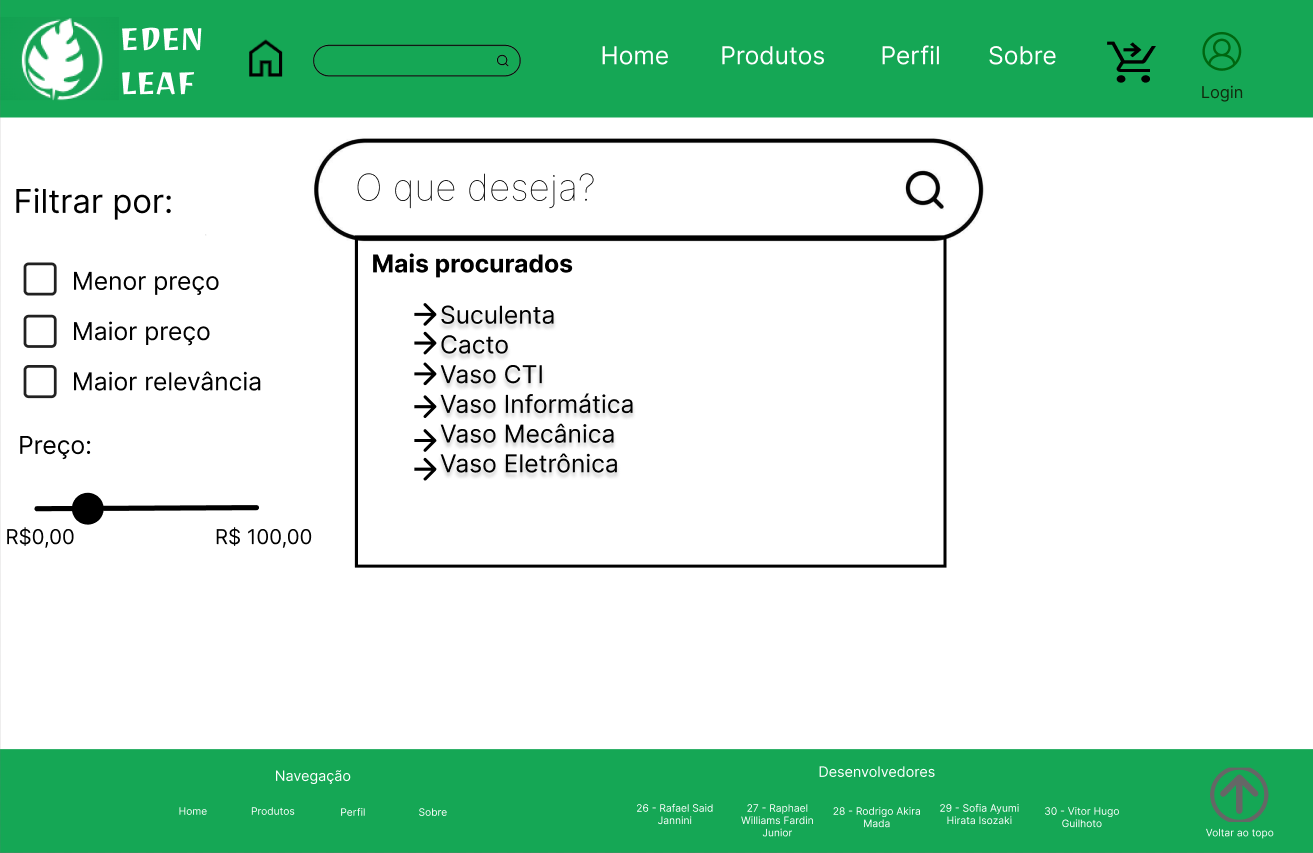 EDEN
LEAF
Home
Produtos
Perfil
Sobre
Login
O que deseja?
Filtrar por:
Menor preço
Maior preço
Maior relevância
Preço:
R$0,00
R$ 100,00
Mais procurados
Suculenta
Cacto
Vaso CTI
Vaso Informática
Vaso Mecânica
Vaso Eletrônica
Navegação
Home
Produtos
Perfil
Sobre
Desenvolvedores
26 - Rafael Said
Jannini
27 - Raphael
Williams Fardin
Junior
28 - Rodrigo Akira
Mada
29 - Sofia Ayumi
Hirata Isozaki
30 - Vitor Hugo
Guilhoto
Voltar ao topo